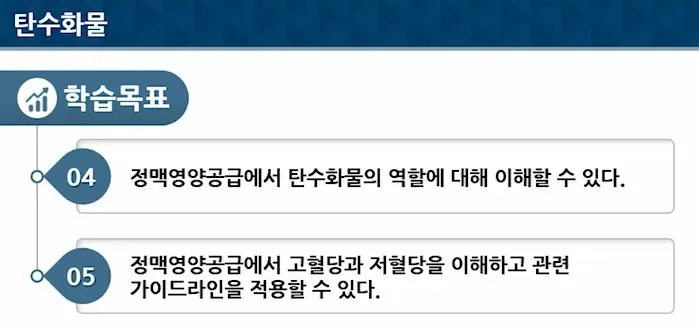 탄수화물
학습목표
04
정맥영양공급에서 탄수화물의 역할에 대해 이해할 수 있다.
05
정맥영양공급에서 고혈당과 저혈당을 이해하고 관련
가이드라인을 적용할 수 있다.